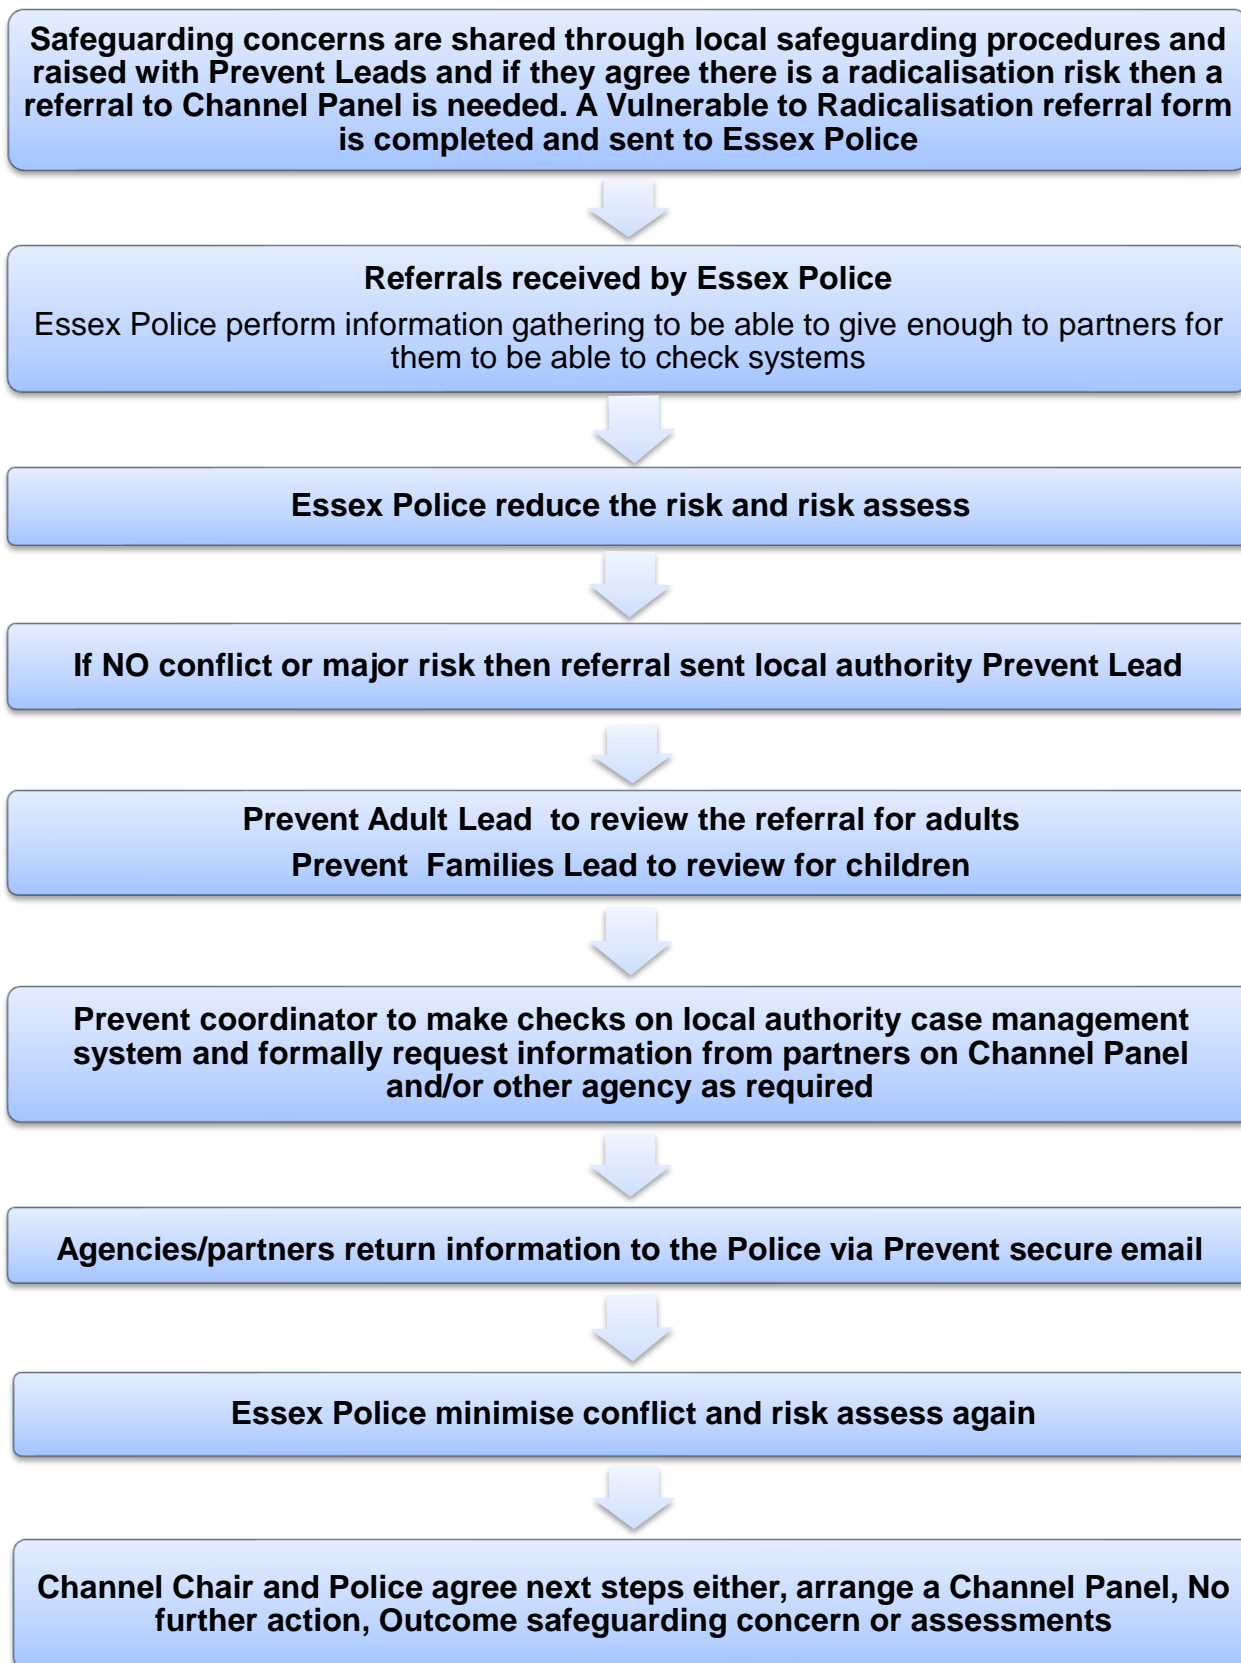 Safeguarding concerns are shared through local safeguarding procedures and
raised with Prevent Leads and if they agree there is a radicalisation risk then a
referral to Channel Panel is needed. A Vulnerable to Radicalisation referral form
is completed and sent to Essex Police
Referrals received by Essex Police
Essex Police perform information gathering to be able to give enough to partners for
them to be able to check systems
Essex Police reduce the risk and risk assess
If NO conflict or major risk then referral sent local authority Prevent Lead
Prevent Adult Lead to review the referral for adults
Prevent Families Lead to review for children
Prevent coordinator to make checks on local authority case management
system and formally request information from partners on Channel Panel
and/or other agency as required
Agencies/partners return information to the Police via Prevent secure email
Essex Police minimise conflict and risk assess again
Channel Chair and Police agree next steps either, arrange a Channel Panel, No
further action, Outcome safeguarding concern or assessments